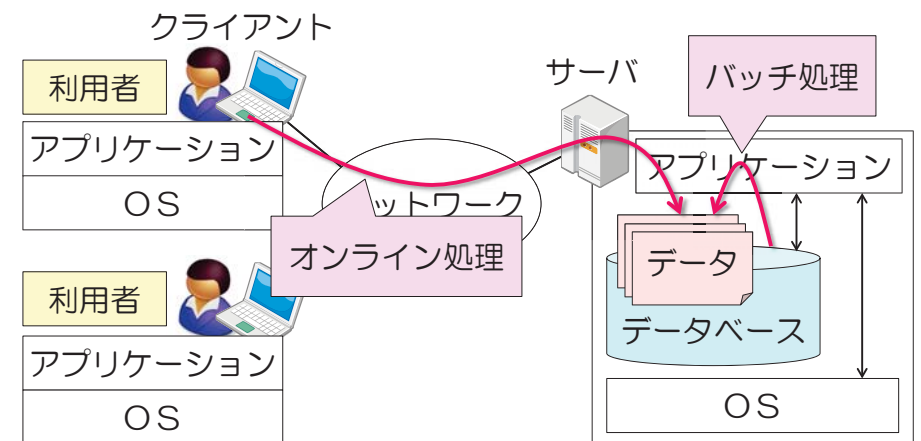 クライアント
利用者
アプリケーション
OS
サーバ
バッチ処理
アプリケーション
ットワーク
オンライン処理
データ
データベース
OS
利用者
アプリケーション
OS